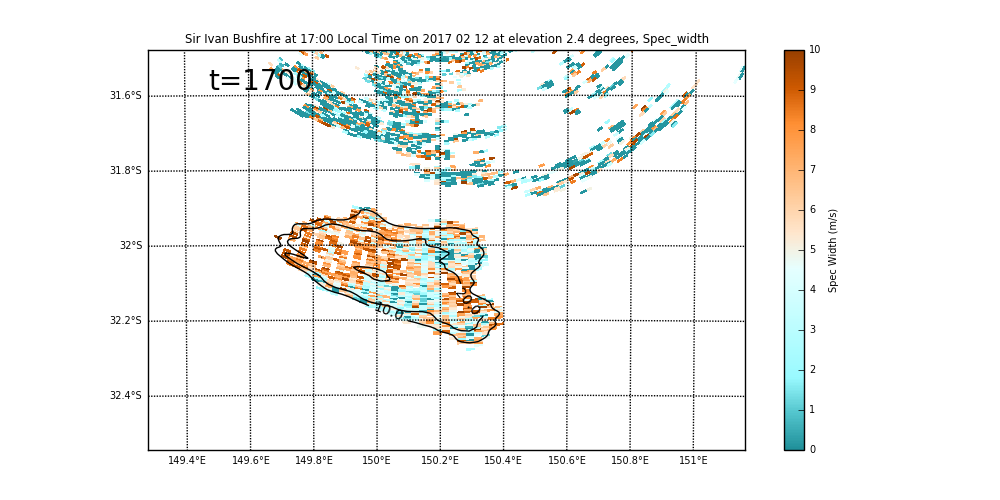 Sir Ivan Bushfire at 17:00 Local Time on 2017 02 12 at elevation 2.4 degrees, Spec_width
t=1700
31.6°S
31.8°S
32°S
32.2°S
32.4°S
149.4°E
149.6°E
149.8°E
150°E
150.2°E
150.4°E
150.6°E
150.8°E
151°E
10.0
10
9
8
7
6
5
4
3
2
1
0
Spec Width (m/s)